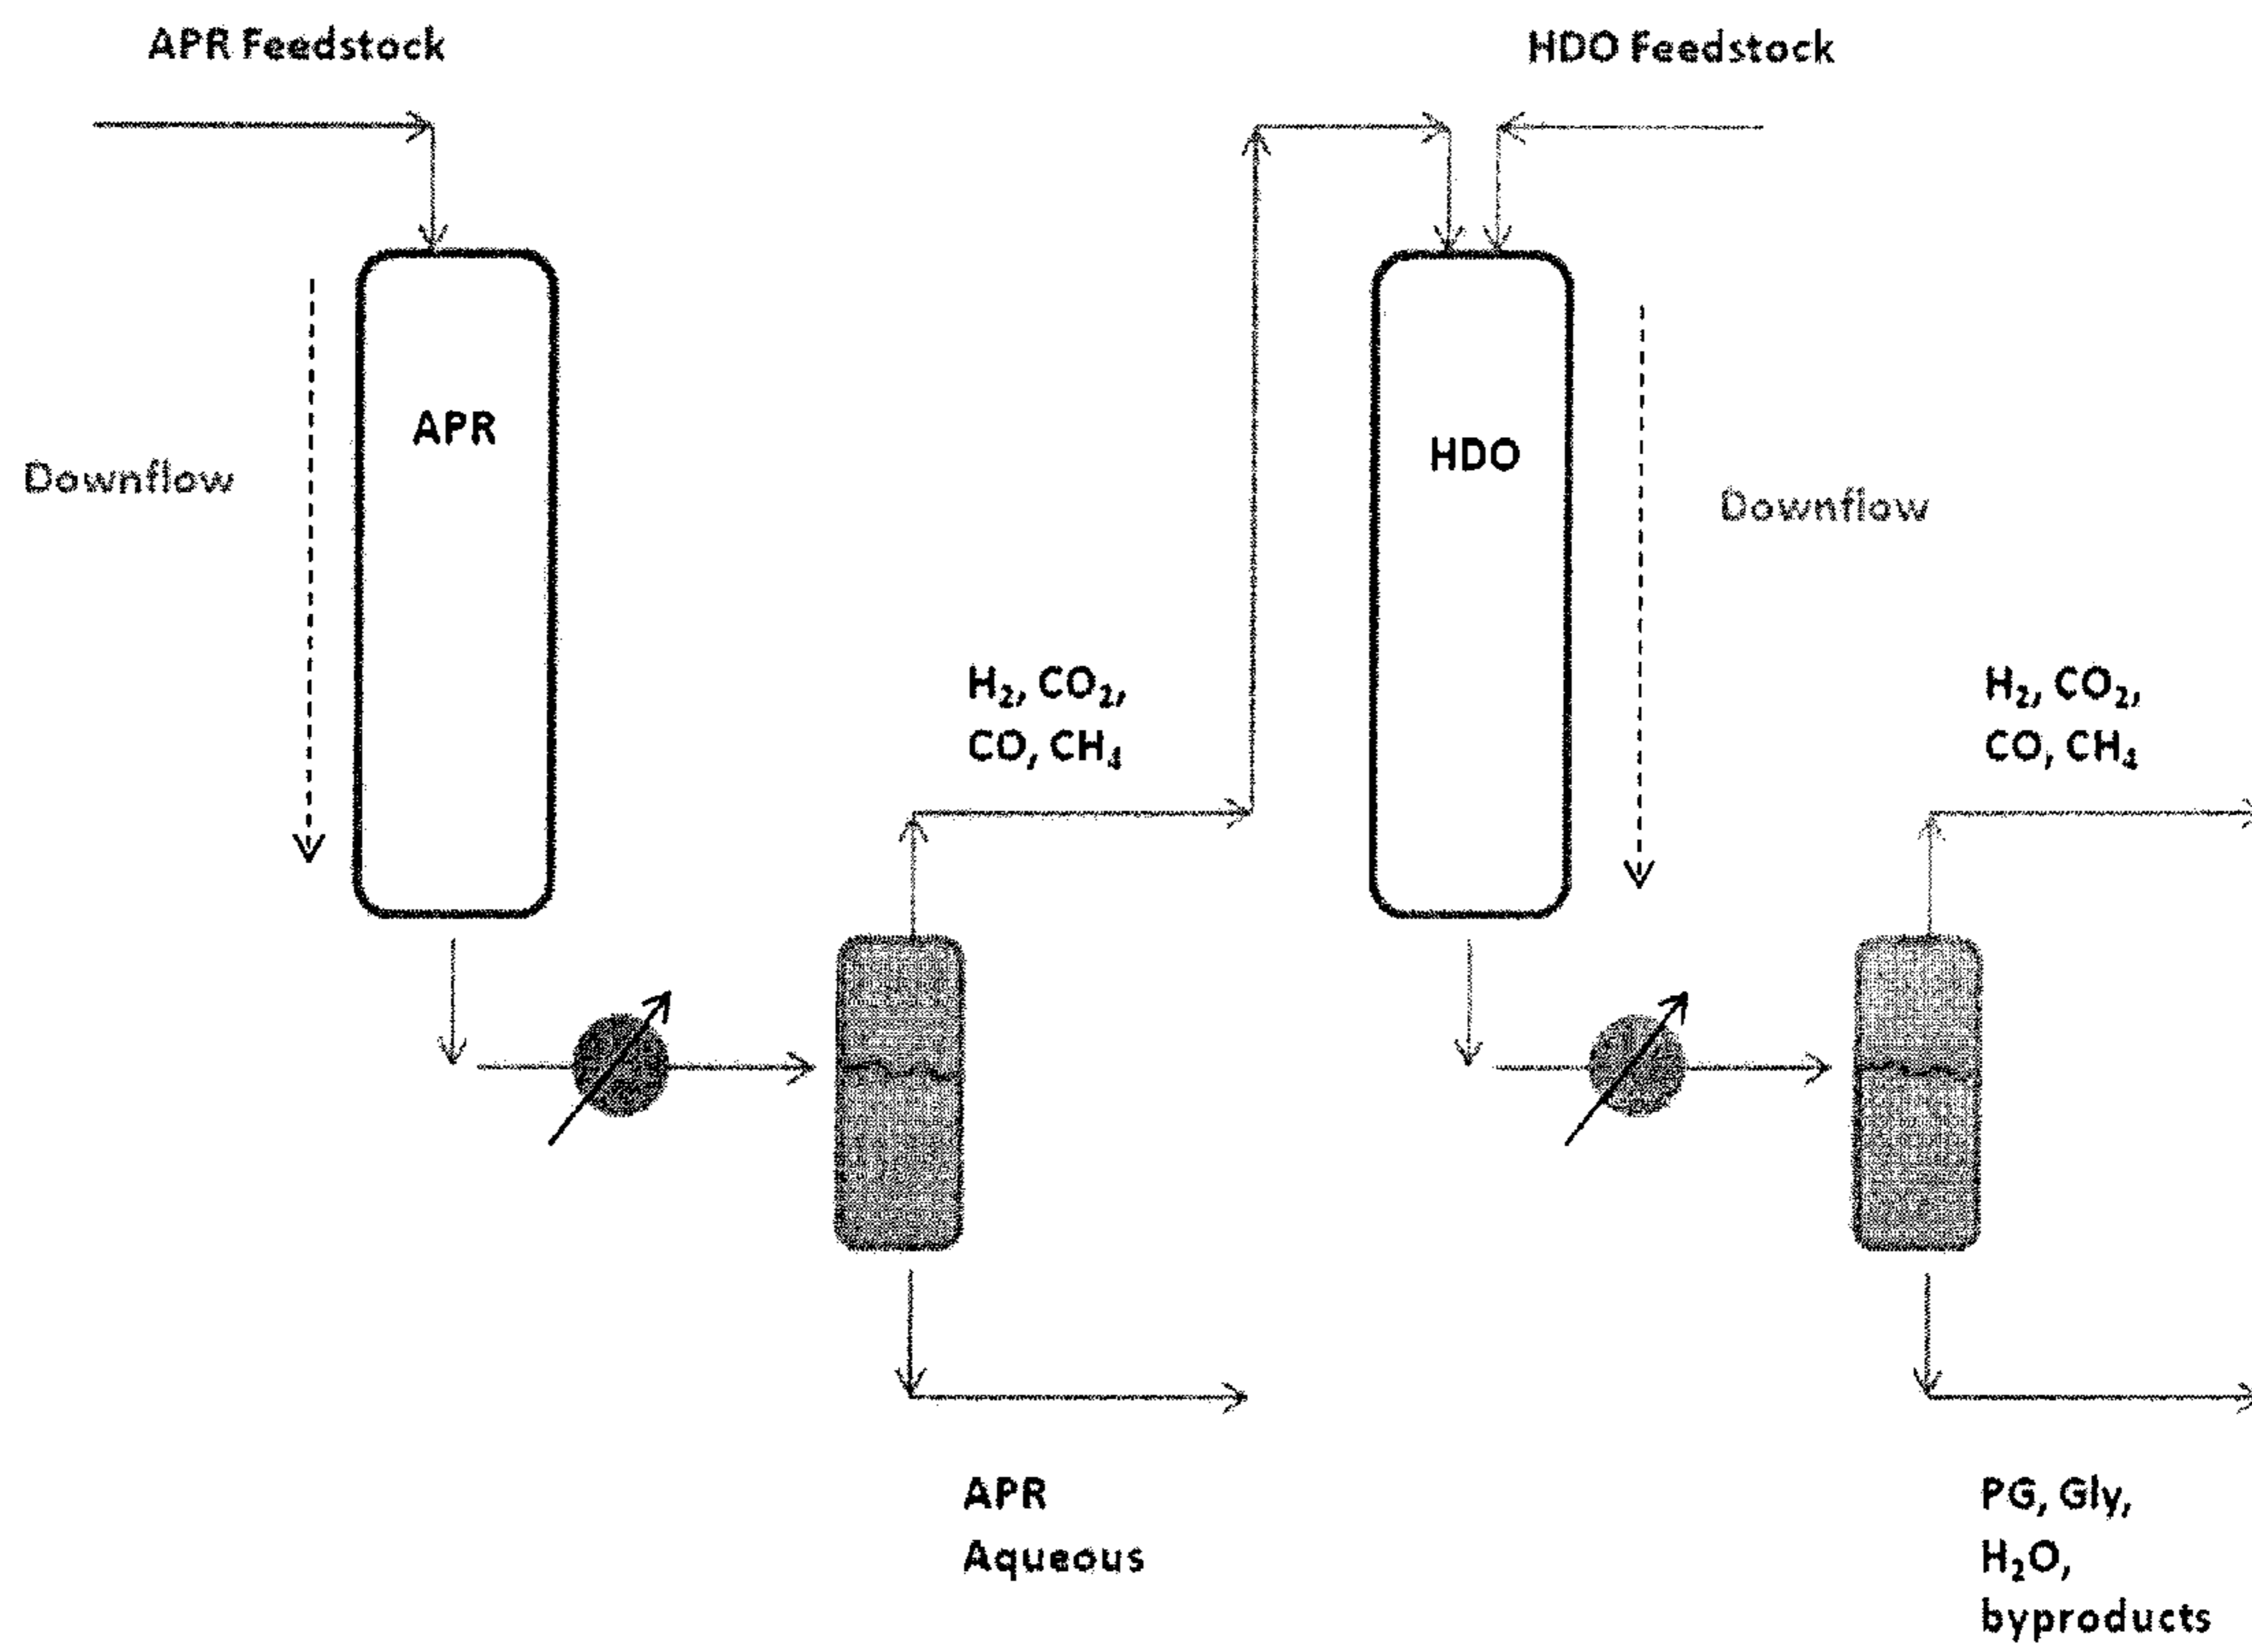 APR Feedstock
HDO Feedstock
APR
HDO
Downflow
Downflow
H₂, CO₂,
CO, CH₄
H₂, CO₂,
CO, CH₄
APR
Aqueous
PG, Gly,
H₂O,
byproducts